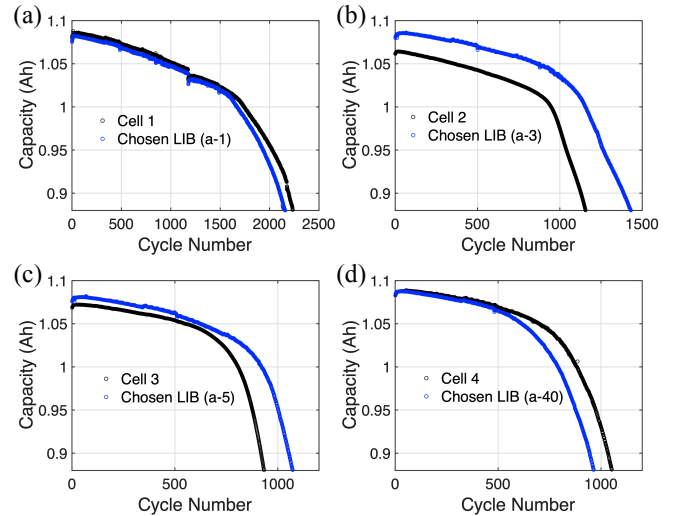 (a)
1.1
1.05
1
0.95
0.9
Capacity (Ah)
Cell 1
Chosen LIB (a-1)
0 500 1000 1500 2000 2500
Cycle Number
(b)
1.1
1.05
1
0.95
0.9
Capacity (Ah)
Cell 2
Chosen LIB (a-3)
0 500 1000 1500
Cycle Number
(c)
1.1
1.05
1
0.95
0.9
Capacity (Ah)
Cell 3
Chosen LIB (a-5)
0 500 1000
Cycle Number
(d)
1.1
1.05
1
0.95
0.9
Capacity (Ah)
Cell 4
Chosen LIB (a-40)
0 500 1000
Cycle Number